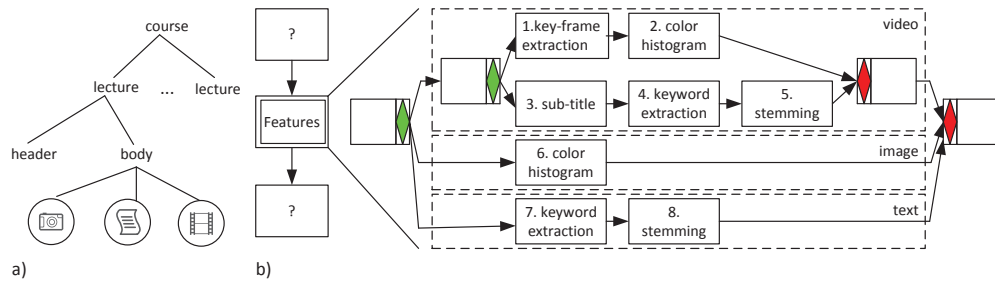 course
lecture ... lecture
header body
a)
?
Features
?
b)
video
1.key-frame
extraction
2. color
histogram
3. sub-title
4. keyword
extraction
5.
stemming
image
6. color
histogram
text
7. keyword
extraction
8.
stemming